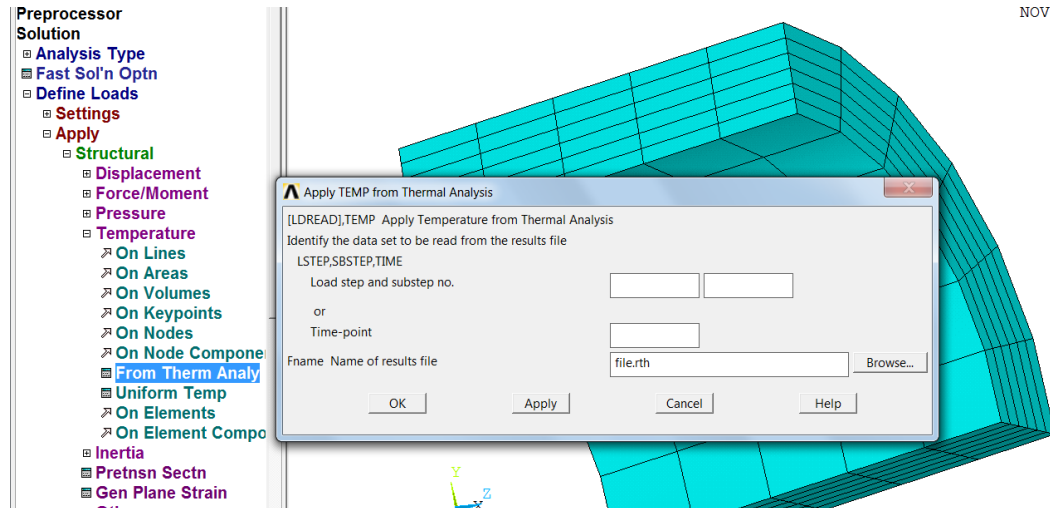 Preprocessor
Solution
Analysis Type
Fast Sol'n Optn
Define Loads
Settings
Apply
Structural
Displacement
Force/Moment
Pressure
Temperature
On Lines
On Areas
On Volumes
On Keypoints
On Nodes
On Node Compone
From Therm Analy
Uniform Temp
On Elements
On Element Compo
Inertia
Pretnsn Sectn
Gen Plane Strain
NOV
Apply TEMP from Thermal Analysis
[LDREAD],TEMP Apply Temperature from Thermal Analysis
Identify the data set to be read from the results file
LSTEP,SBSTEP,TIME
Load step and substep no.
or
Time-point
Fname Name of results file file.rth Browse...
OK Apply Cancel Help
Y
Z
X